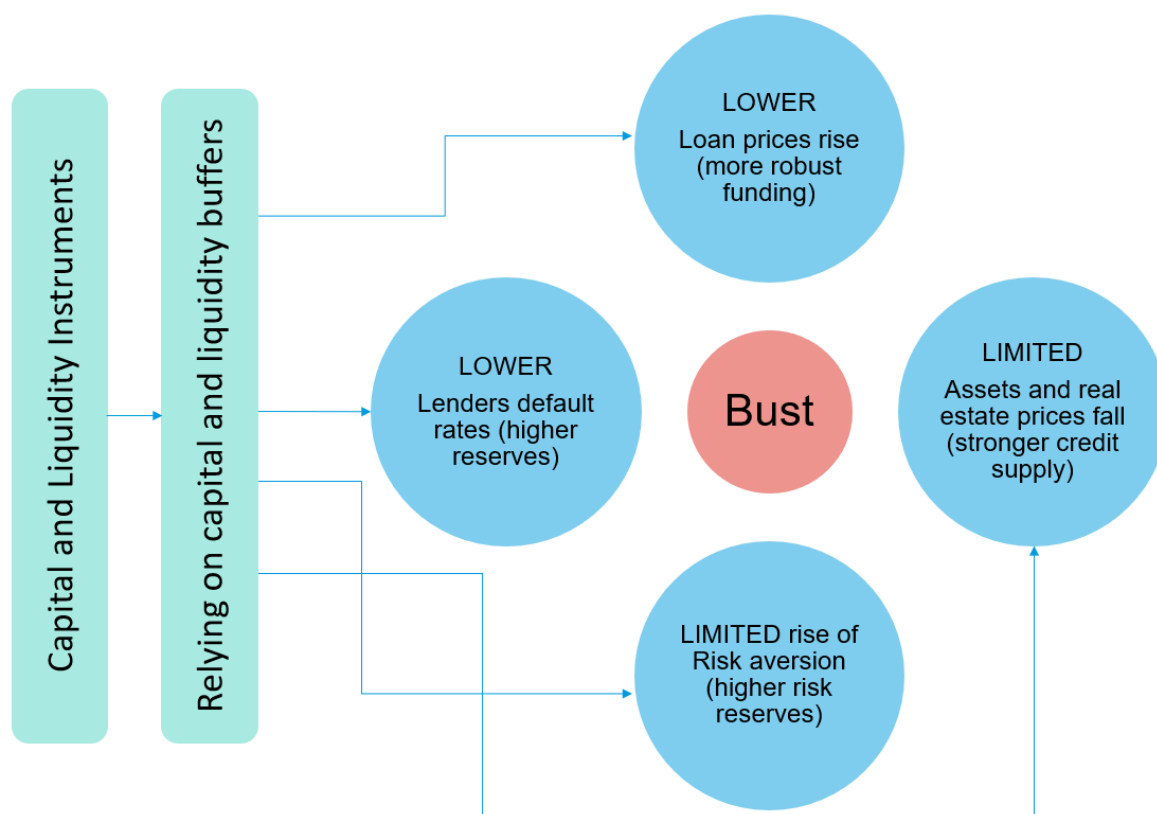 Capital and Liquidity Instruments
Relying on capital and liquidity buffers
LOWER
Loan prices rise
(more robust
funding)
LOWER
Lenders default
rates (higher
reserves)
Bust
LIMITED
Assets and real
estate prices fall
(stronger credit
supply)
LIMITED rise of
Risk aversion
(higher risk
reserves)